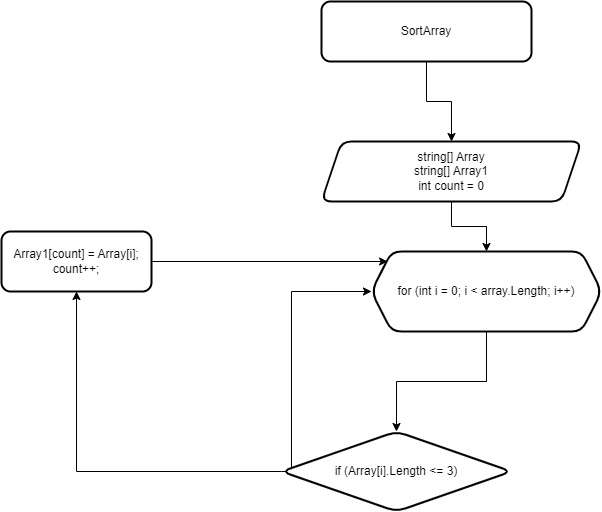 SortArray
string[] Array
string[] Array1
int count = 0
Array1[count] = Array[i];
count++;
for (int i = 0; i < array.Length; i++)
if (Array[i].Length <= 3)